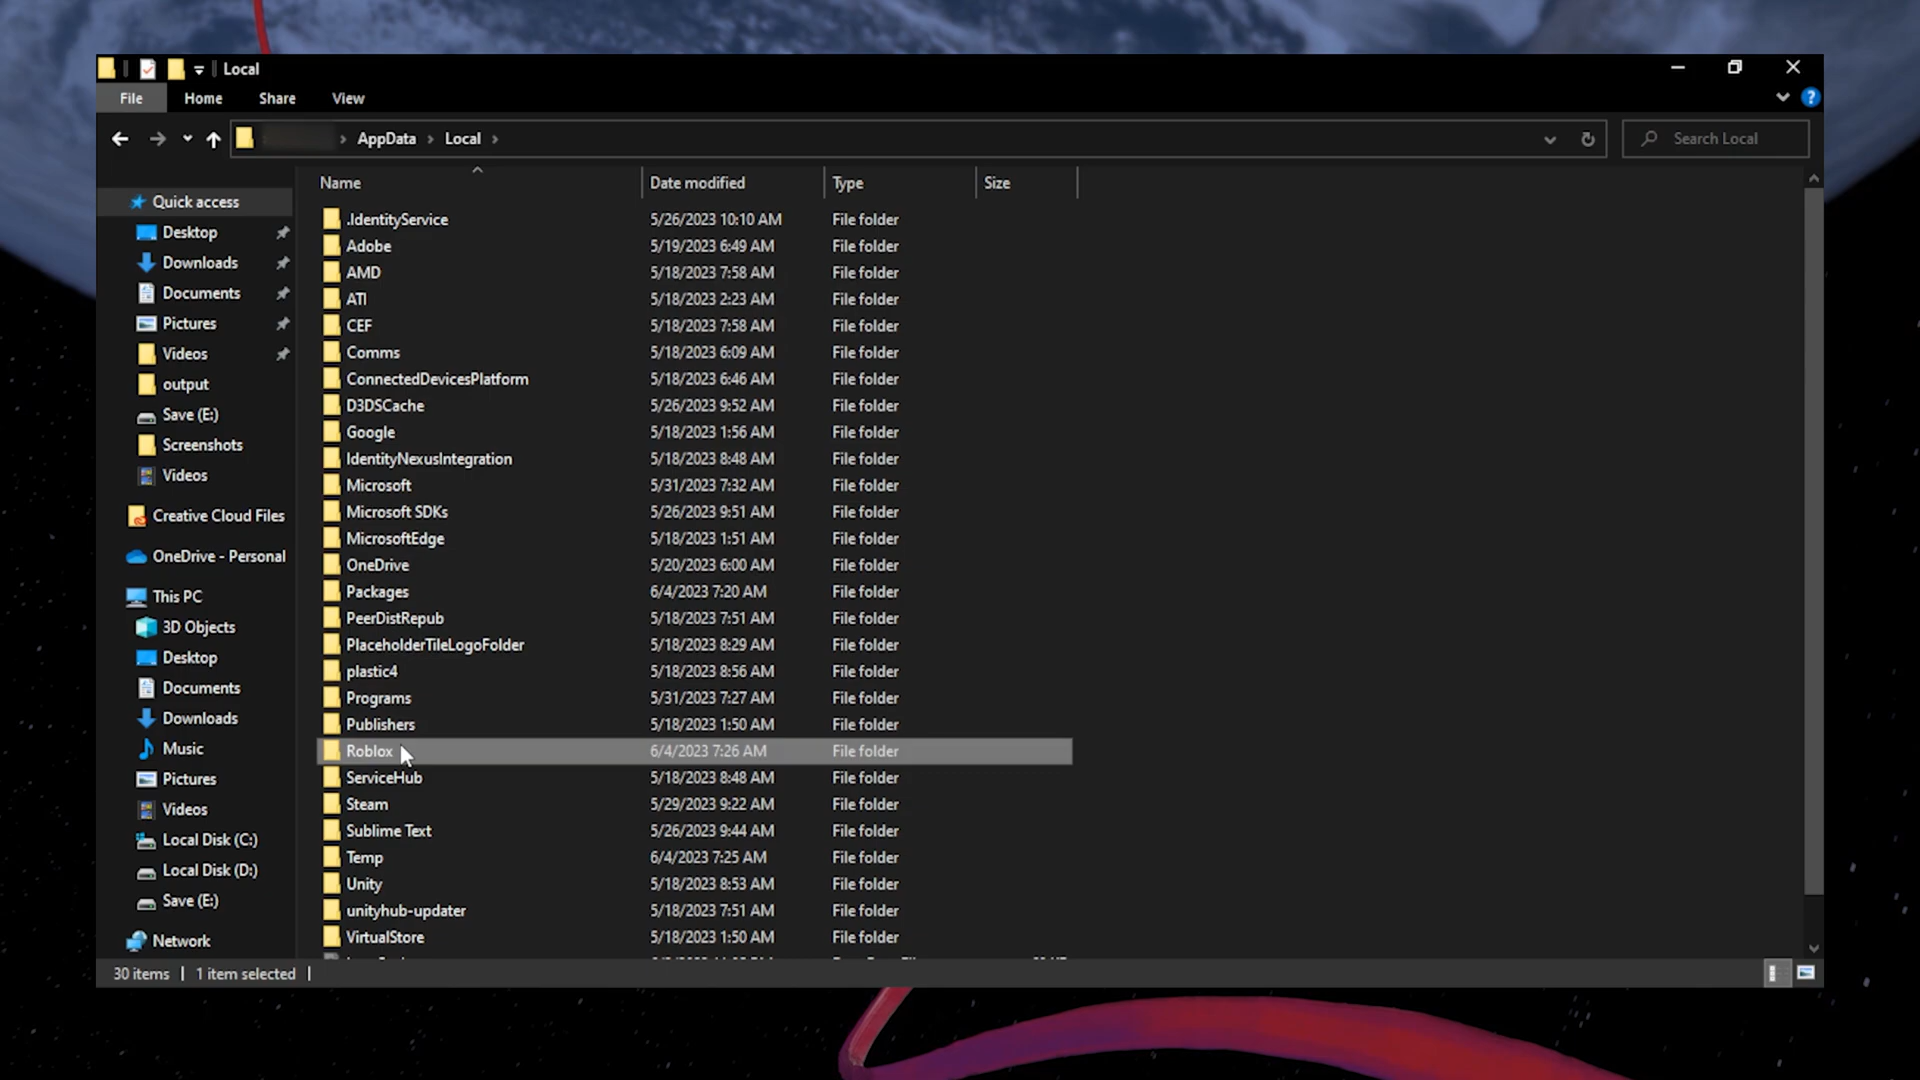 Local
File Home Share View
AppData Local
Search Local
Name Date modified Type Size
Quick access
Desktop
Downloads
Documents
Pictures
Videos
output
Save (E:)
Screenshots
Videos
Creative Cloud Files
OneDrive - Personal
This PC
3D Objects
Desktop
Documents
Downloads
Music
Pictures
Videos
Local Disk (C:)
Local Disk (D:)
Save (E:)
Network
.IdentityService 5/26/2023 10:10 AM File folder
Adobe 5/19/2023 6:49 AM File folder
AMD 5/18/2023 7:58 AM File folder
ATI 5/18/2023 2:23 AM File folder
CEF 5/18/2023 7:58 AM File folder
Comms 5/18/2023 6:09 AM File folder
ConnectedDevicesPlatform 5/18/2023 6:46 AM File folder
D3DSCache 5/26/2023 9:52 AM File folder
Google 5/18/2023 1:56 AM File folder
IdentityNexusIntegration 5/18/2023 8:48 AM File folder
Microsoft 5/31/2023 7:32 AM File folder
Microsoft SDKs 5/26/2023 9:51 AM File folder
MicrosoftEdge 5/18/2023 1:51 AM File folder
OneDrive 5/20/2023 6:00 AM File folder
Packages 6/4/2023 7:20 AM File folder
PeerDistRepub 5/18/2023 7:51 AM File folder
PlaceholderTileLogoFolder 5/18/2023 8:29 AM File folder
plastic4 5/18/2023 8:56 AM File folder
Programs 5/31/2023 7:27 AM File folder
Publishers 5/18/2023 1:50 AM File folder
Roblox 6/4/2023 7:26 AM File folder
ServiceHub 5/18/2023 8:48 AM File folder
Steam 5/29/2023 9:22 AM File folder
Sublime Text 5/26/2023 9:44 AM File folder
Temp 6/4/2023 7:25 AM File folder
Unity 5/18/2023 8:53 AM File folder
unityhub-updater 5/18/2023 7:51 AM File folder
VirtualStore 5/18/2023 1:50 AM File folder
30 items 1 item selected